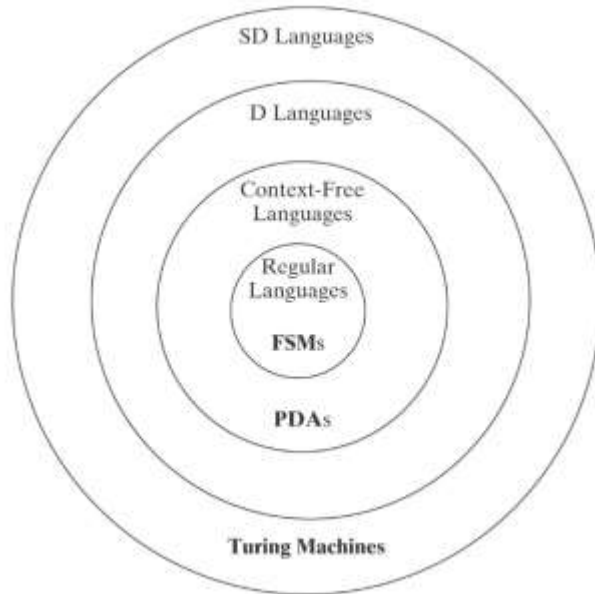 SD Languages
D Languages
Context-Free
Languages
Regular
Languages
FSMs
PDAs
Turing Machines